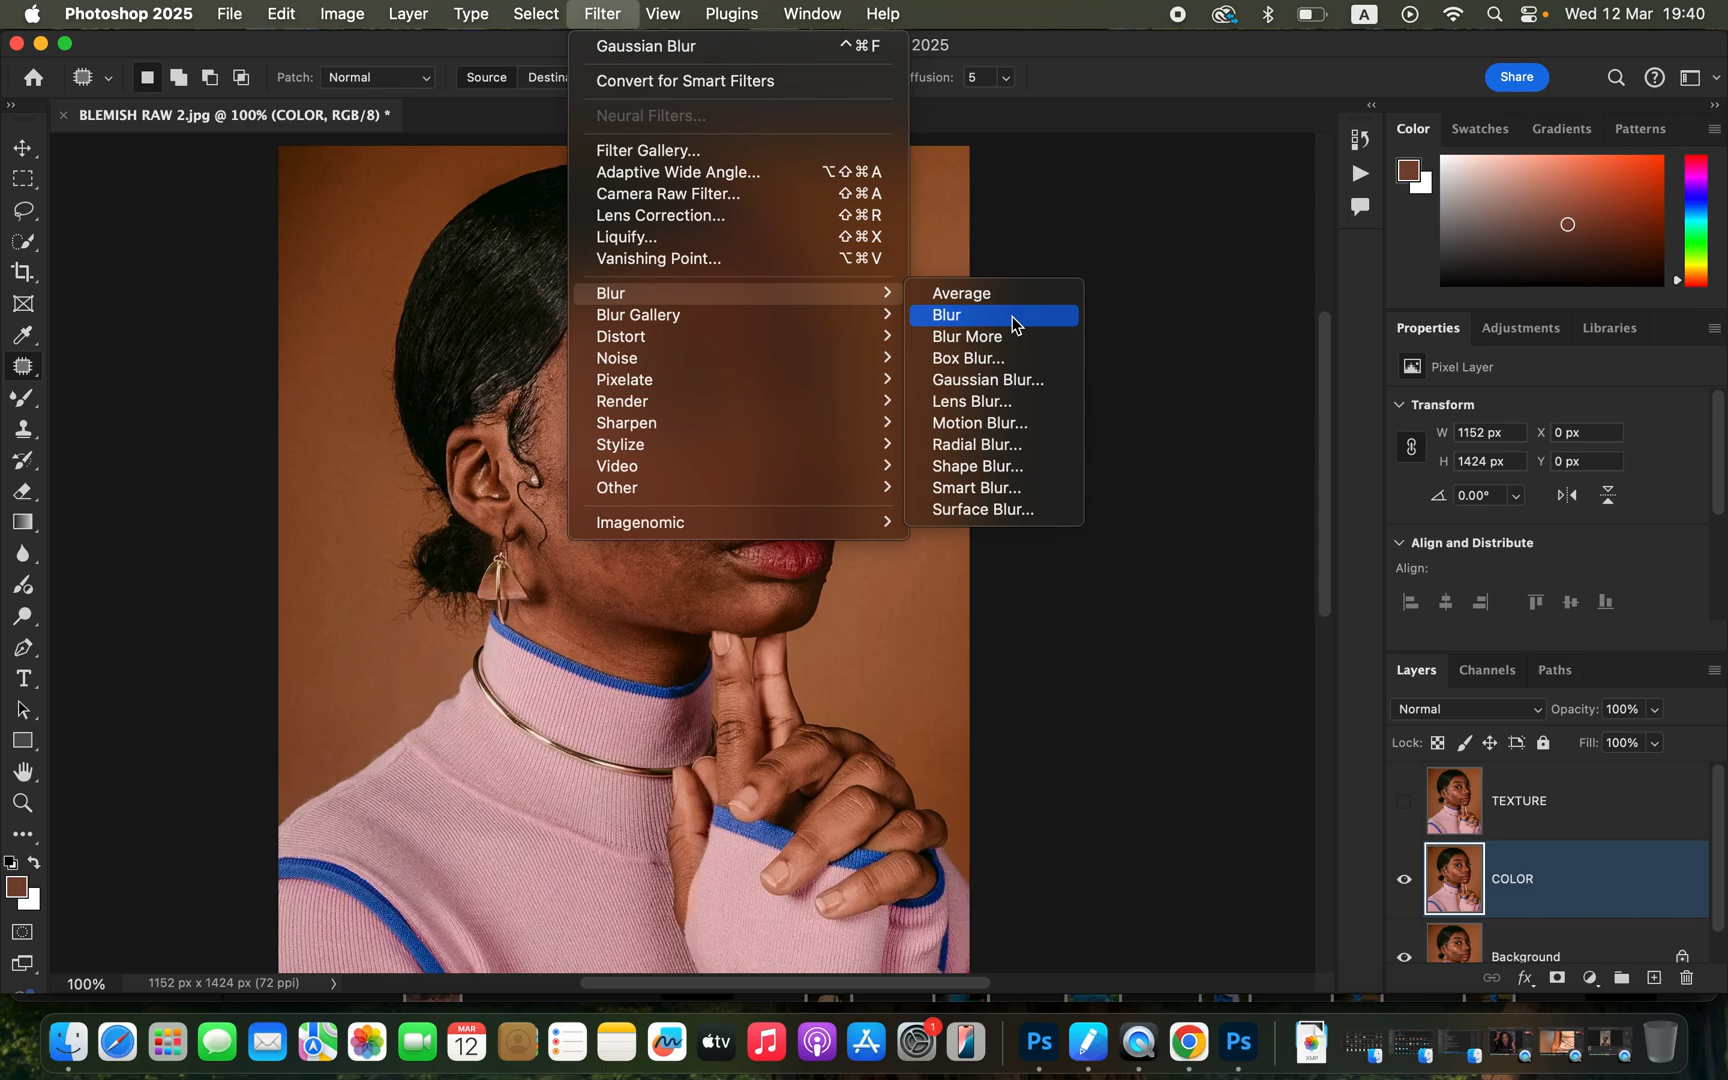 Photoshop 2025 File Edit Image Layer Type Select Filter View Plugins Window Help A Wed 12 Mar 19:40
2025
Patch: Normal Source Destina ffusion: 5 Share
BLEMISH RAW 2.jpg @ 100% (COLOR, RGB/8) *
Gaussian Blur ⌃⌘F
Convert for Smart Filters
Neural Filters...
Filter Gallery...
Adaptive Wide Angle... ⌥⇧⌘A
Camera Raw Filter... ⇧⌘A
Lens Correction... ⇧⌘R
Liquify... ⇧⌘X
Vanishing Point... ⌥⌘V
Blur
Blur Gallery
Distort
Noise
Pixelate
Render
Sharpen
Stylize
Video
Other
Imagenomic
Average
Blur
Blur More
Box Blur...
Gaussian Blur...
Lens Blur...
Motion Blur...
Radial Blur...
Shape Blur...
Smart Blur...
Surface Blur...
Color Swatches Gradients Patterns
Properties Adjustments Libraries
Pixel Layer
Transform
W 1152 px X 0 px
H 1424 px Y 0 px
0.00°
Align and Distribute
Align:
Layers Channels Paths
Normal Opacity: 100%
Lock: Fill: 100%
TEXTURE
COLOR
Background
fx
100% 1152 px x 1424 px (72 ppi)
MAR
12
tv
1
Ps
Ps
XMP